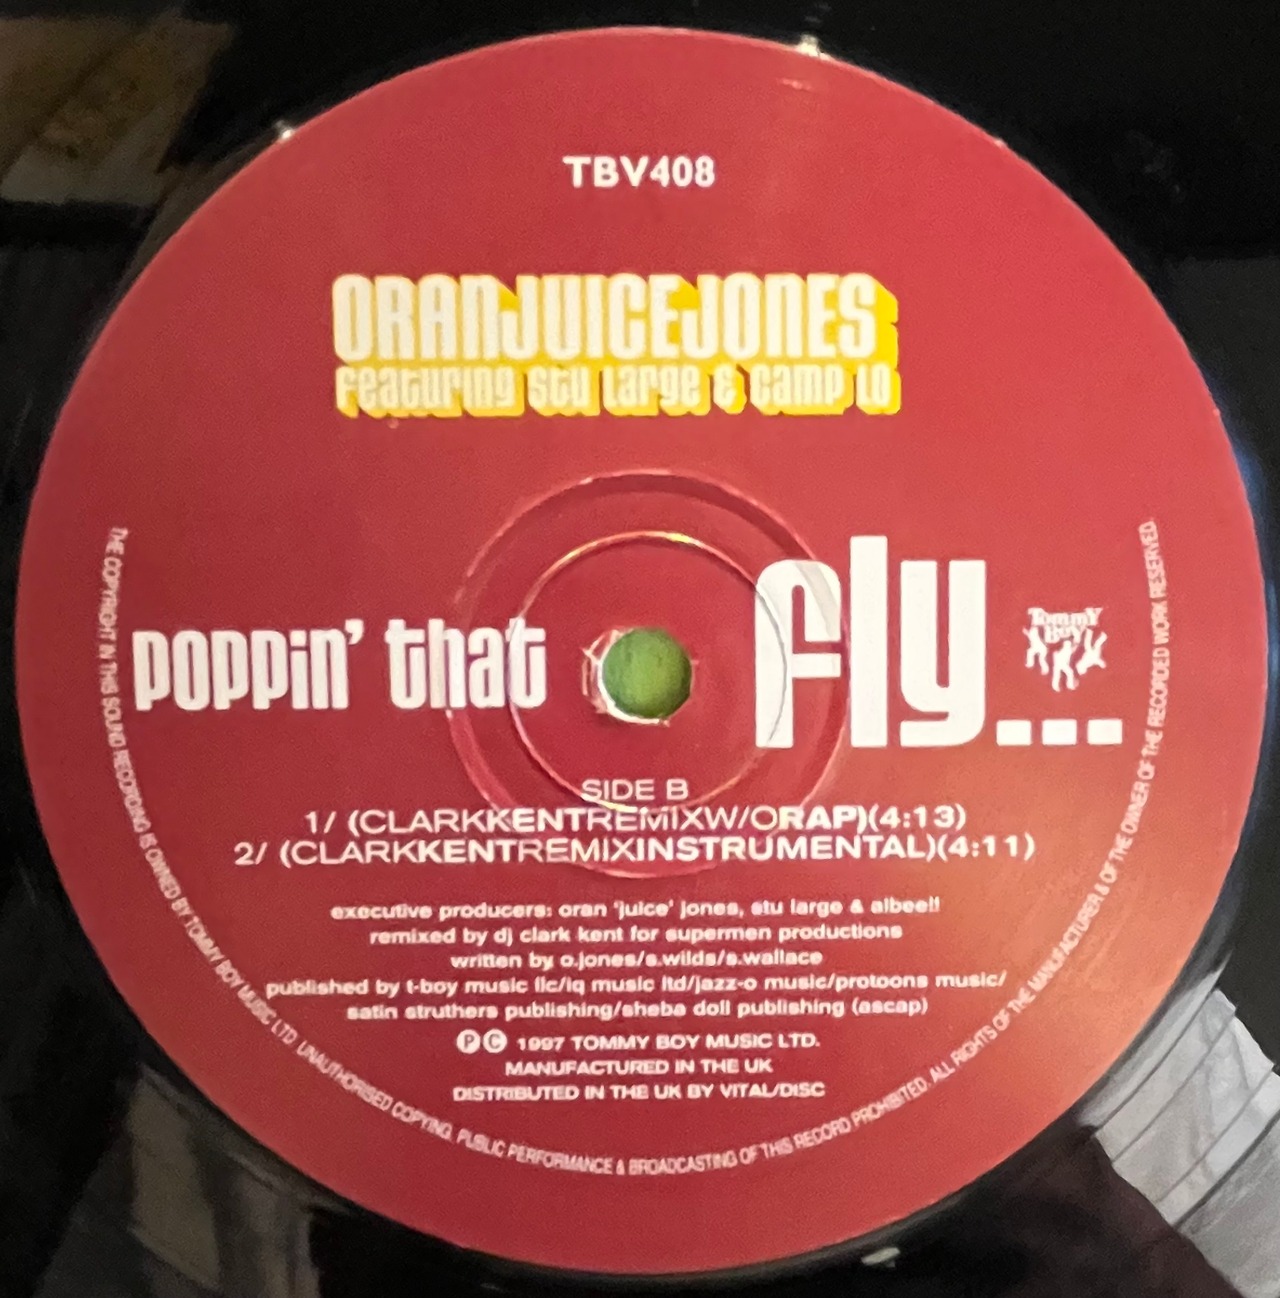 TBV408
ORANJUICEJONES
featuring Stu Large & Camp Lo
poppin' that fly...
Tommy Boy
SIDE B
1/ (CLARKKENTREMIXW/ORAP)(4:13)
2/ (CLARKKENTREMIXINSTRUMENTAL)(4:11)
executive producers: oran 'juice' jones, stu large & albee!!
remixed by dj clark kent for supermen productions
written by o.jones/s.wilds/s.wallace
published by t-boy music llc/iq music ltd/jazz-o music/protoons music/
satin struthers publishing/sheba doll publishing (ascap)
Ⓟ© 1997 TOMMY BOY MUSIC LTD.
MANUFACTURED IN THE UK
DISTRIBUTED IN THE UK BY VITAL/DISC
THE COPYRIGHT IN THIS SOUND RECORDING IS OWNED BY TOMMY BOY MUSIC LTD. UNAUTHORISED COPYING, PUBLIC PERFORMANCE & BROADCASTING OF THIS RECORD PROHIBITED. ALL RIGHTS OF THE MANUFACTURER & OF THE OWNER OF THE RECORDED WORK RESERVED.